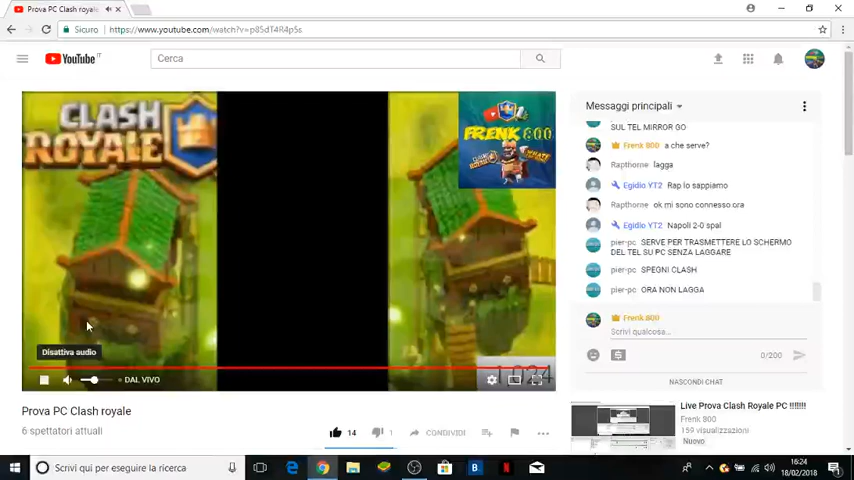 Prova PC Clash royale
Sicuro
https://www.youtube.com/watch?v=p85dT4R4p5s
YouTube IT
Cerca
CLASH
ROYALE
FRENK 800
Messaggi principali
SUL TEL MIRROR GO
Frenk 800 a che serve?
Rapthorne lagga
Egidio YT2 Rap lo sappiamo
Rapthorne ok mi sono connesso ora
Egidio YT2 Napoli 2-0 spal
pier-pc SERVE PER TRASMETTERE LO SCHERMO
DEL TEL SU PC SENZA LAGGARE
pier-pc SPEGNI CLASH
pier-pc ORA NON LAGGA
Frenk 800
Scrivi qualcosa...
0/200
NASCONDI CHAT
Disattiva audio
DAL VIVO
Prova PC Clash royale
6 spettatori attuali
14
1
CONDIVIDI
Live Prova Clash Royale PC !!!!!!!
Frenk 800
159 visualizzazioni
Nuovo
Scrivi qui per eseguire la ricerca
16:24
18/02/2018